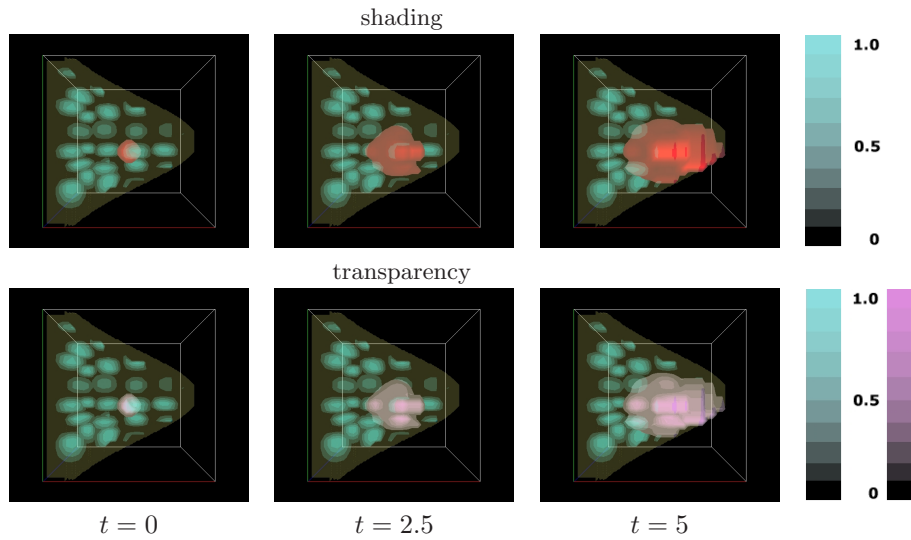 shading
1.0
0.5
0
transparency
1.0
0.5
0
t = 0
t = 2.5
t = 5